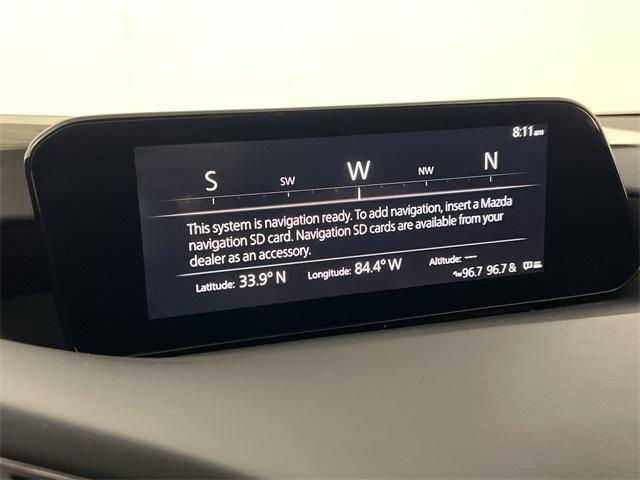 8:11am
S SW W NW N
This system is navigation ready. To add navigation, insert a Mazda
navigation SD card. Navigation SD cards are available from your
dealer as an accessory.
Latitude: 33.9° N Longitude: 84.4° W Altitude: ---
96.7 96.7 &